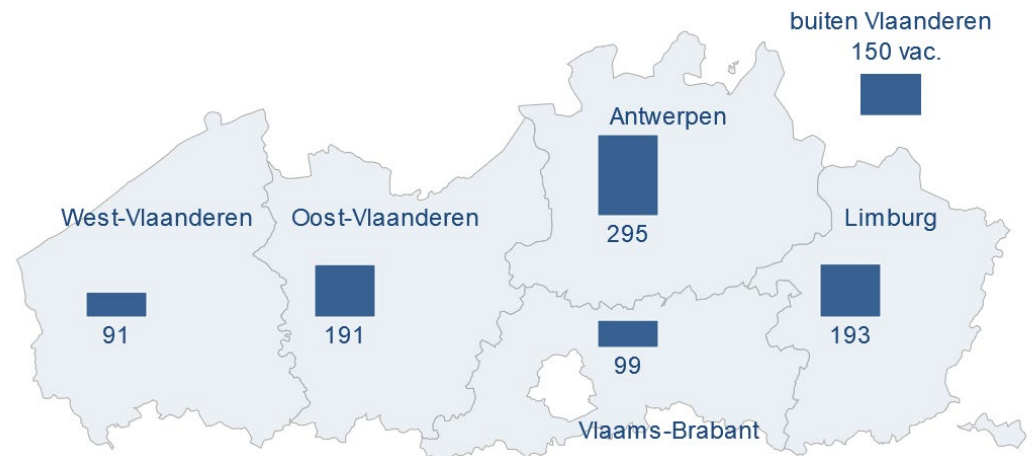 buiten Vlaanderen
150 vac.
Antwerpen
295
West-Vlaanderen
91
Oost-Vlaanderen
191
Limburg
193
99
Vlaams-Brabant